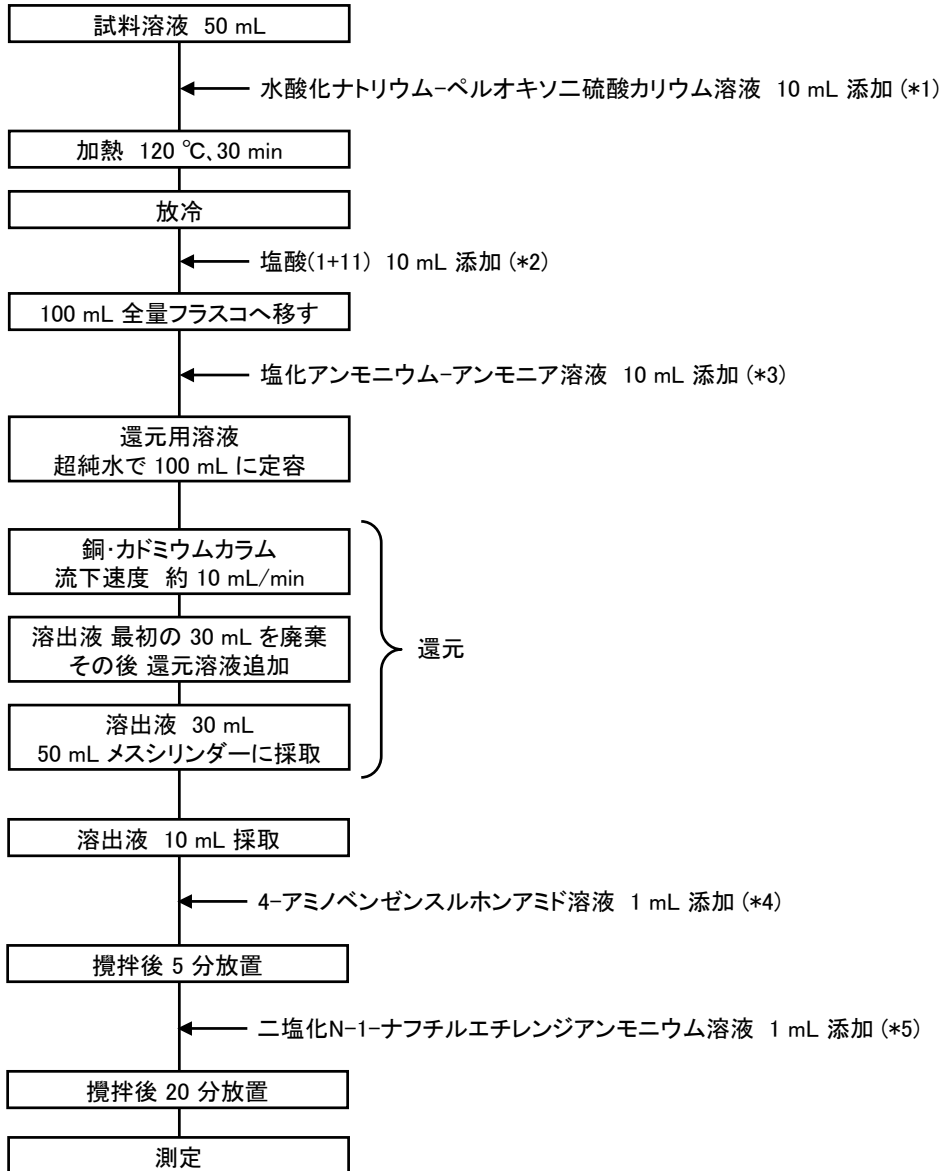 試料溶液 50 mL
水酸化ナトリウム-ペルオキソ二硫酸カリウム溶液 10 mL 添加 (*1)
加熱 120 ℃、30 min
放冷
塩酸(1+11) 10 mL 添加 (*2)
100 mL 全量フラスコへ移す
塩化アンモニウム-アンモニア溶液 10 mL 添加 (*3)
還元用溶液
超純水で 100 mL に定容
銅・カドミウムカラム
流下速度 約 10 mL/min
溶出液 最初の 30 mL を廃棄
その後 還元溶液追加
還元
溶出液 30 mL
50 mL メスシリンダーに採取
溶出液 10 mL 採取
4-アミノベンゼンスルホンアミド溶液 1 mL 添加 (*4)
攪拌後 5 分放置
二塩化N-1-ナフチルエチレンジアンモニウム溶液 1 mL 添加 (*5)
攪拌後 20 分放置
測定